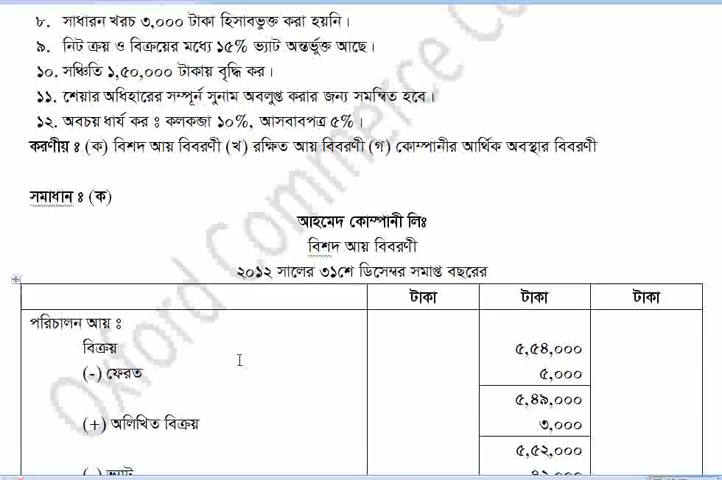 ৮. সাধারন খরচ ৩,০০০ টাকা হিসাবভুক্ত করা হয়নি।
৯. নিট ক্রয় ও বিক্রয়ের মধ্যে ১৫% ভ্যাট অন্তর্ভুক্ত আছে।
১০. সঞ্চিতি ১,৫০,০০০ টাকায় বৃদ্ধি কর।
১১. শেয়ার অধিহারের সম্পূর্ন সুনাম অবলুপ্ত করার জন্য সমন্বিত হবে।
১২. অবচয় ধার্য কর ঃ কলকজা ১০%, আসবাবপত্র ৫%।
করণীয় ঃ (ক) বিশদ আয় বিবরণী (খ) রক্ষিত আয় বিবরণী (গ) কোম্পানীর আর্থিক অবস্থার বিবরণী
সমাধান ঃ (ক)
আহমেদ কোম্পানী লিঃ
বিশদ আয় বিবরণী
২০১২ সালের ৩১শে ডিসেম্বর সমাপ্ত বছরের
টাকা টাকা টাকা
পরিচালন আয় ঃ
বিক্রয় ৫,৫৪,০০০
(-) ফেরত ৫,০০০
৫,৪৯,০০০
(+) অলিখিত বিক্রয় ৩,০০০
৫,৫২,০০০
(-) ভ্যাট
Oxford Commerce Co